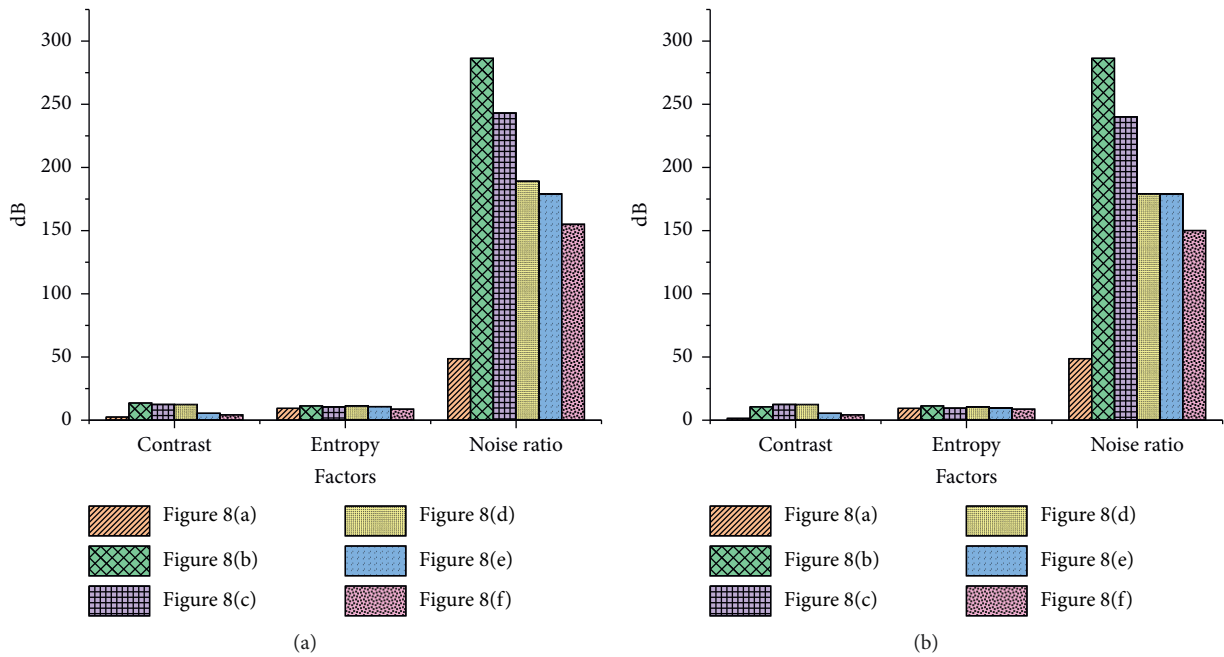 300
250
200
150
100
50
0
dB
Contrast
Entropy
Noise ratio
Factors
Figure 8(a)
Figure 8(b)
Figure 8(c)
Figure 8(d)
Figure 8(e)
Figure 8(f)
(a)
300
250
200
150
100
50
0
dB
Contrast
Entropy
Noise ratio
Factors
Figure 8(a)
Figure 8(b)
Figure 8(c)
Figure 8(d)
Figure 8(e)
Figure 8(f)
(b)